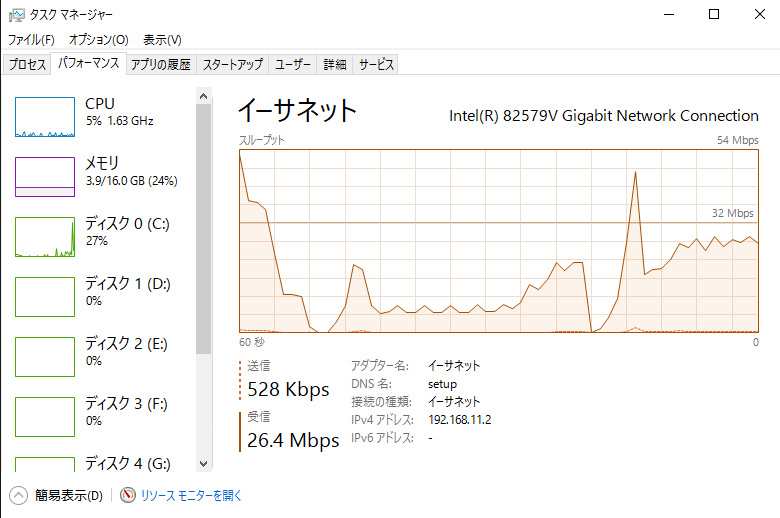 タスク マネージャー
ファイル(F) オプション(O) 表示(V)
プロセス パフォーマンス アプリの履歴 スタートアップ ユーザー 詳細 サービス
CPU
5% 1.63 GHz
メモリ
3.9/16.0 GB (24%)
ディスク 0 (C:)
27%
ディスク 1 (D:)
0%
ディスク 2 (E:)
0%
ディスク 3 (F:)
0%
ディスク 4 (G:)
イーサネット
Intel(R) 82579V Gigabit Network Connection
スループット 54 Mbps
32 Mbps
60 秒 0
送信
528 Kbps
受信
26.4 Mbps
アダプター名: イーサネット
DNS 名: setup
接続の種類: イーサネット
IPv4 アドレス: 192.168.11.2
IPv6 アドレス: -
簡易表示(D) リソース モニターを開く